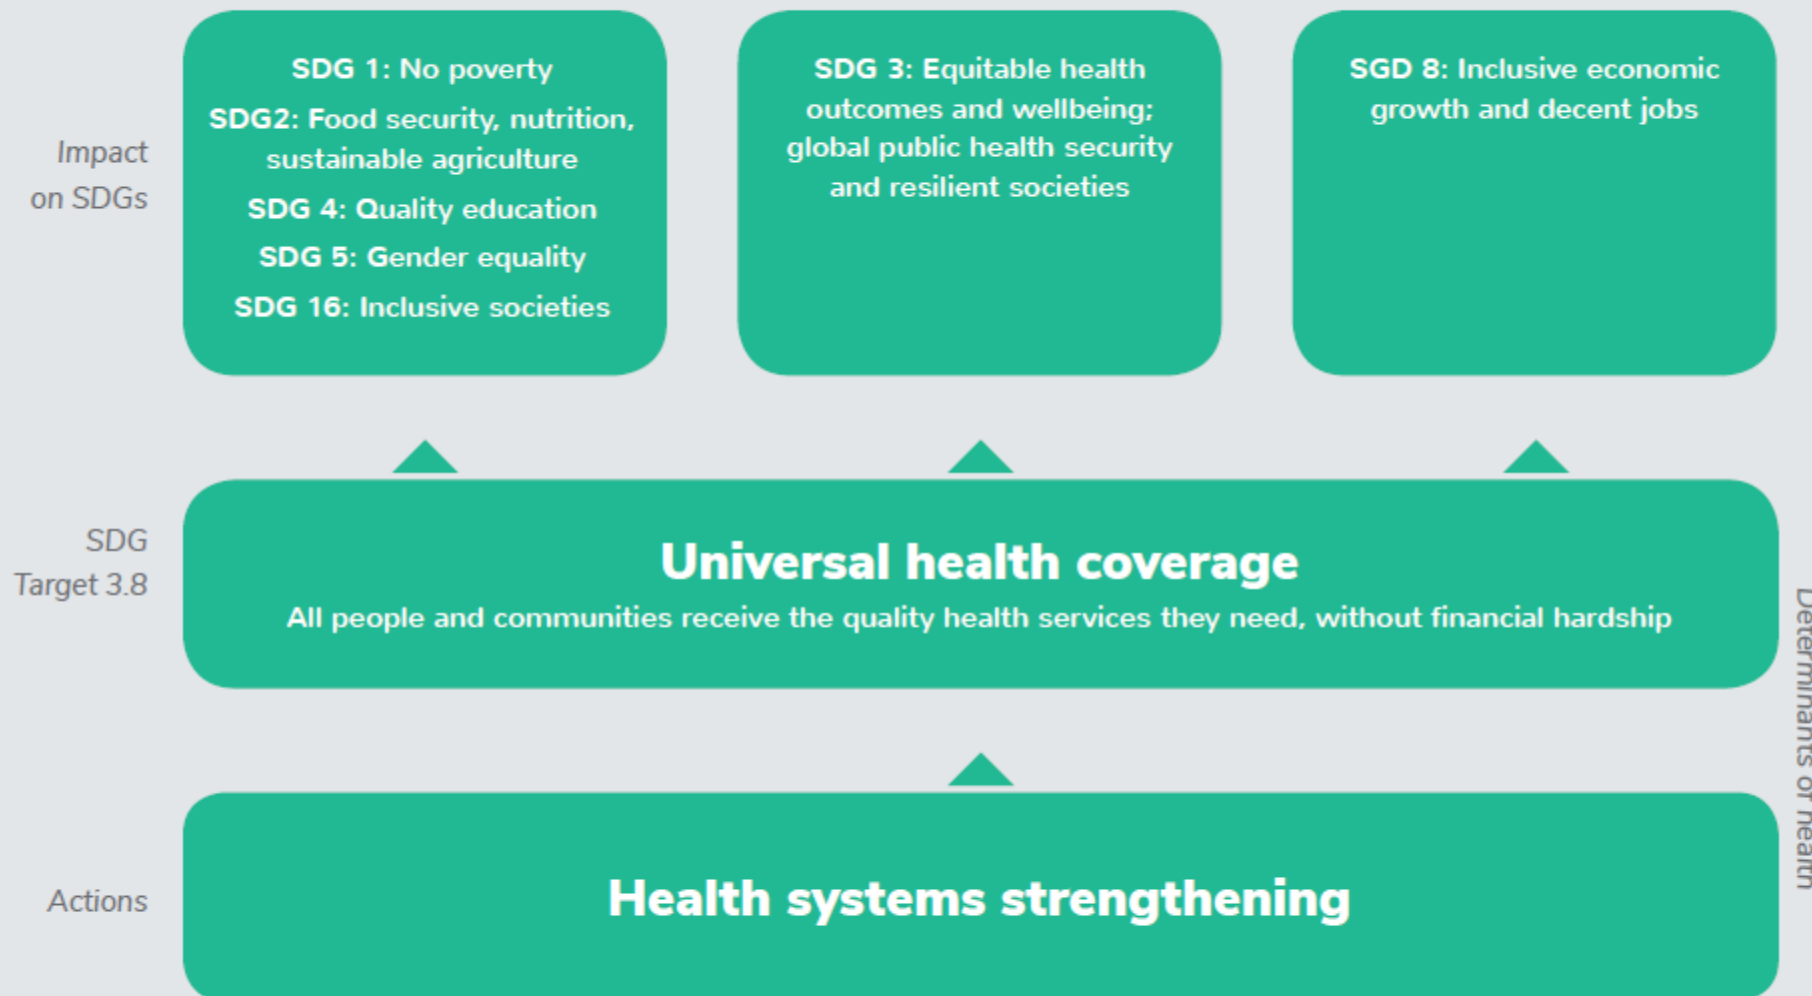 Impact
on SDGs
SDG 1: No poverty
SDG2: Food security, nutrition,
sustainable agriculture
SDG 4: Quality education
SDG 5: Gender equality
SDG 16: Inclusive societies
SDG 3: Equitable health
outcomes and wellbeing;
global public health security
and resilient societies
SGD 8: Inclusive economic
growth and decent jobs
SDG
Target 3.8
Universal health coverage
All people and communities receive the quality health services they need, without financial hardship
Determinants of health
Actions
Health systems strengthening